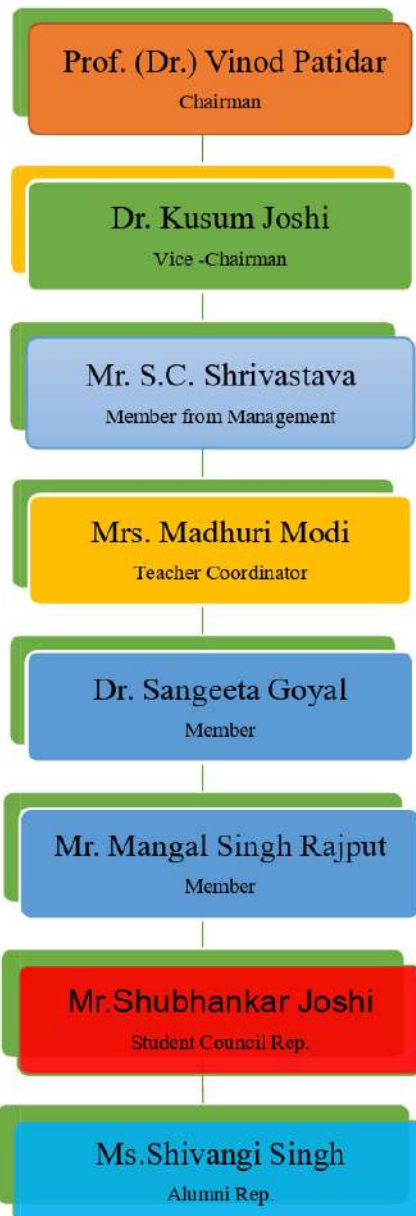 Prof. (Dr.) Vinod Patidar
Chairman
Dr. Kusum Joshi
Vice -Chairman
Mr. S.C. Shrivastava
Member from Management
Mrs. Madhuri Modi
Teacher Coordinator
Dr. Sangeeta Goyal
Member
Mr. Mangal Singh Rajput
Member
Mr.Shubhankar Joshi
Student Council Rep.
Ms.Shivangi Singh
Alumni Rep.